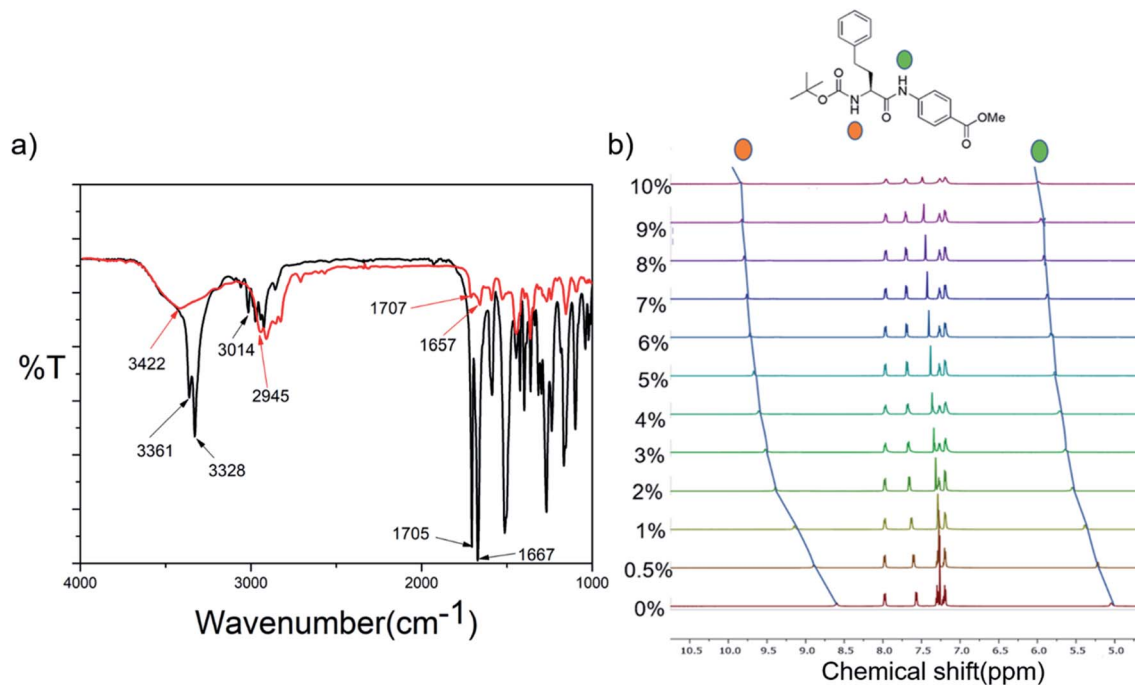 H
N
O
O
O
N
H
O
OMe
O
a)
b)
%T
3422
3361
3328
3014
2945
1707
1657
1705
1667
4000
3000
2000
1000
Wavenumber(cm-1)
10%
9%
8%
7%
6%
5%
4%
3%
2%
1%
0.5%
0%
10.5 10.0 9.5 9.0 8.5 8.0 7.5 7.0 6.5 6.0 5.5 5.0
Chemical shift(ppm)